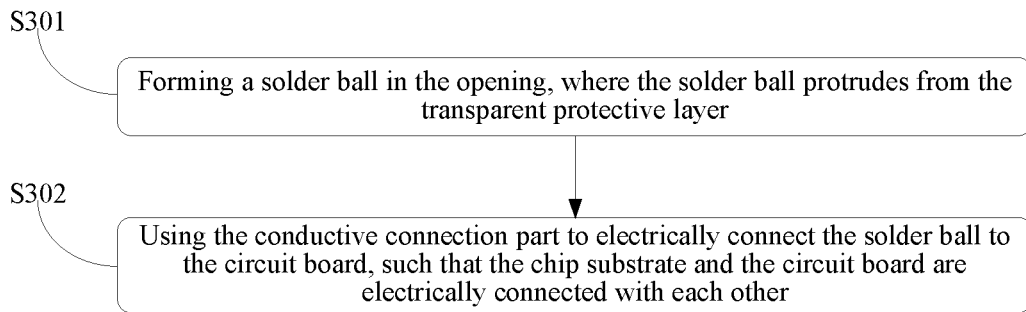 S301
Forming a solder ball in the opening, where the solder ball protrudes from the
transparent protective layer
S302
Using the conductive connection part to electrically connect the solder ball to
the circuit board, such that the chip substrate and the circuit board are
electrically connected with each other